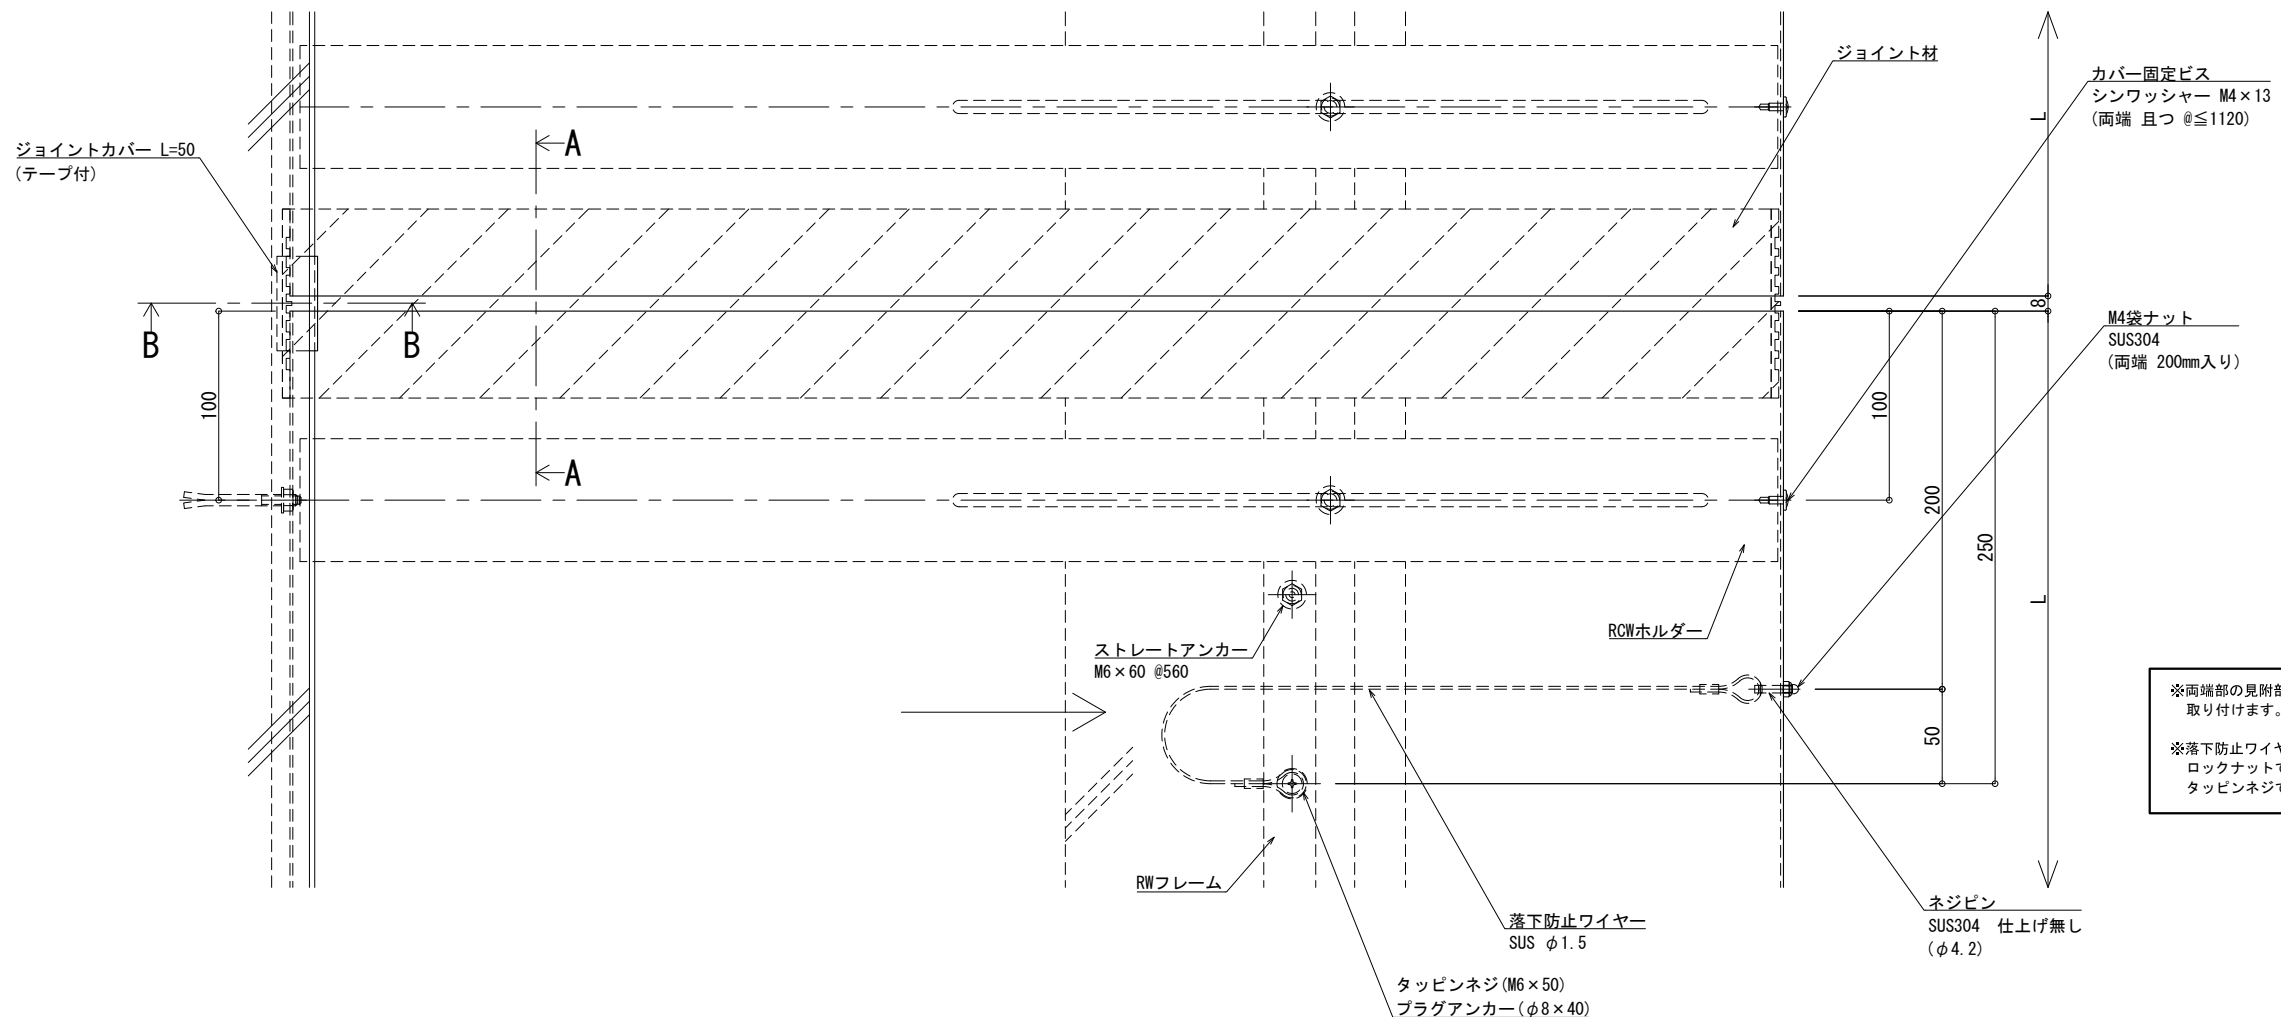 ジョイント材
カバー固定ビス
シンワッシャー M4×13
(両端 且つ @≦1120)
ジョイントカバー L=50
(テープ付)
A
L
B
B
8
M4袋ナット
SUS304
(両端 200mm入り)
100
100
A
200
250
L
RCWホルダー
ストレートアンカー
M6×60 @560
50
※両端部の見附部
取り付けます。
※落下防止ワイヤ
ロックナットで
タッピンネジで
RWフレーム
落下防止ワイヤー
SUS φ1.5
ネジピン
SUS304 仕上げ無し
(φ4.2)
タッピンネジ(M6×50)
プラグアンカー(φ8×40)